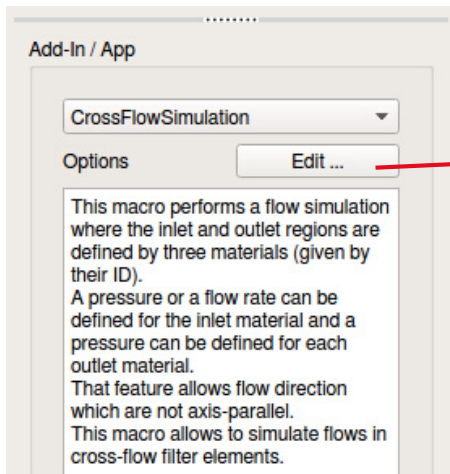 Add-In / App
CrossFlowSimulation
Options
Edit ...
This macro performs a flow simulation
where the inlet and outlet regions are
defined by three materials (given by
their ID).
A pressure or a flow rate can be
defined for the inlet material and a
pressure can be defined for each
outlet material.
That feature allows flow direction
which are not axis-parallel.
This macro allows to simulate flows in
cross-flow filter elements.